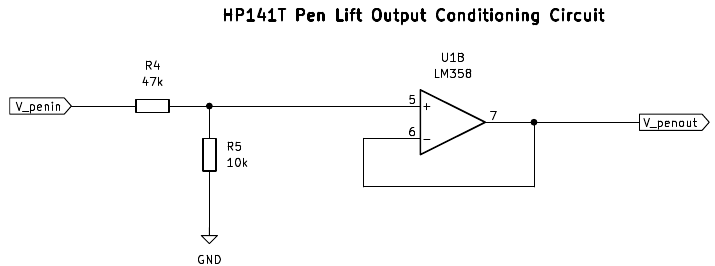 HP141T Pen Lift Output Conditioning Circuit
U1B
LM358
R4
47k
V_penin
5
+
7
V_penout
6
−
R5
10k
GND